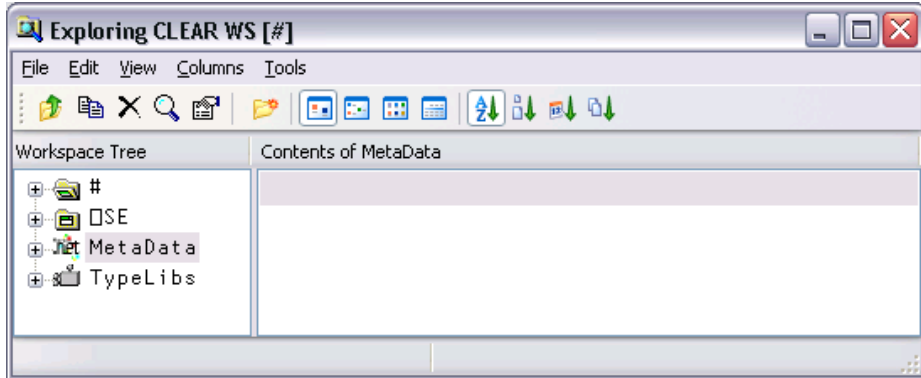 Exploring CLEAR WS [#]
File Edit View Columns Tools
Workspace Tree Contents of MetaData
#
⎕SE
MetaData
TypeLibs